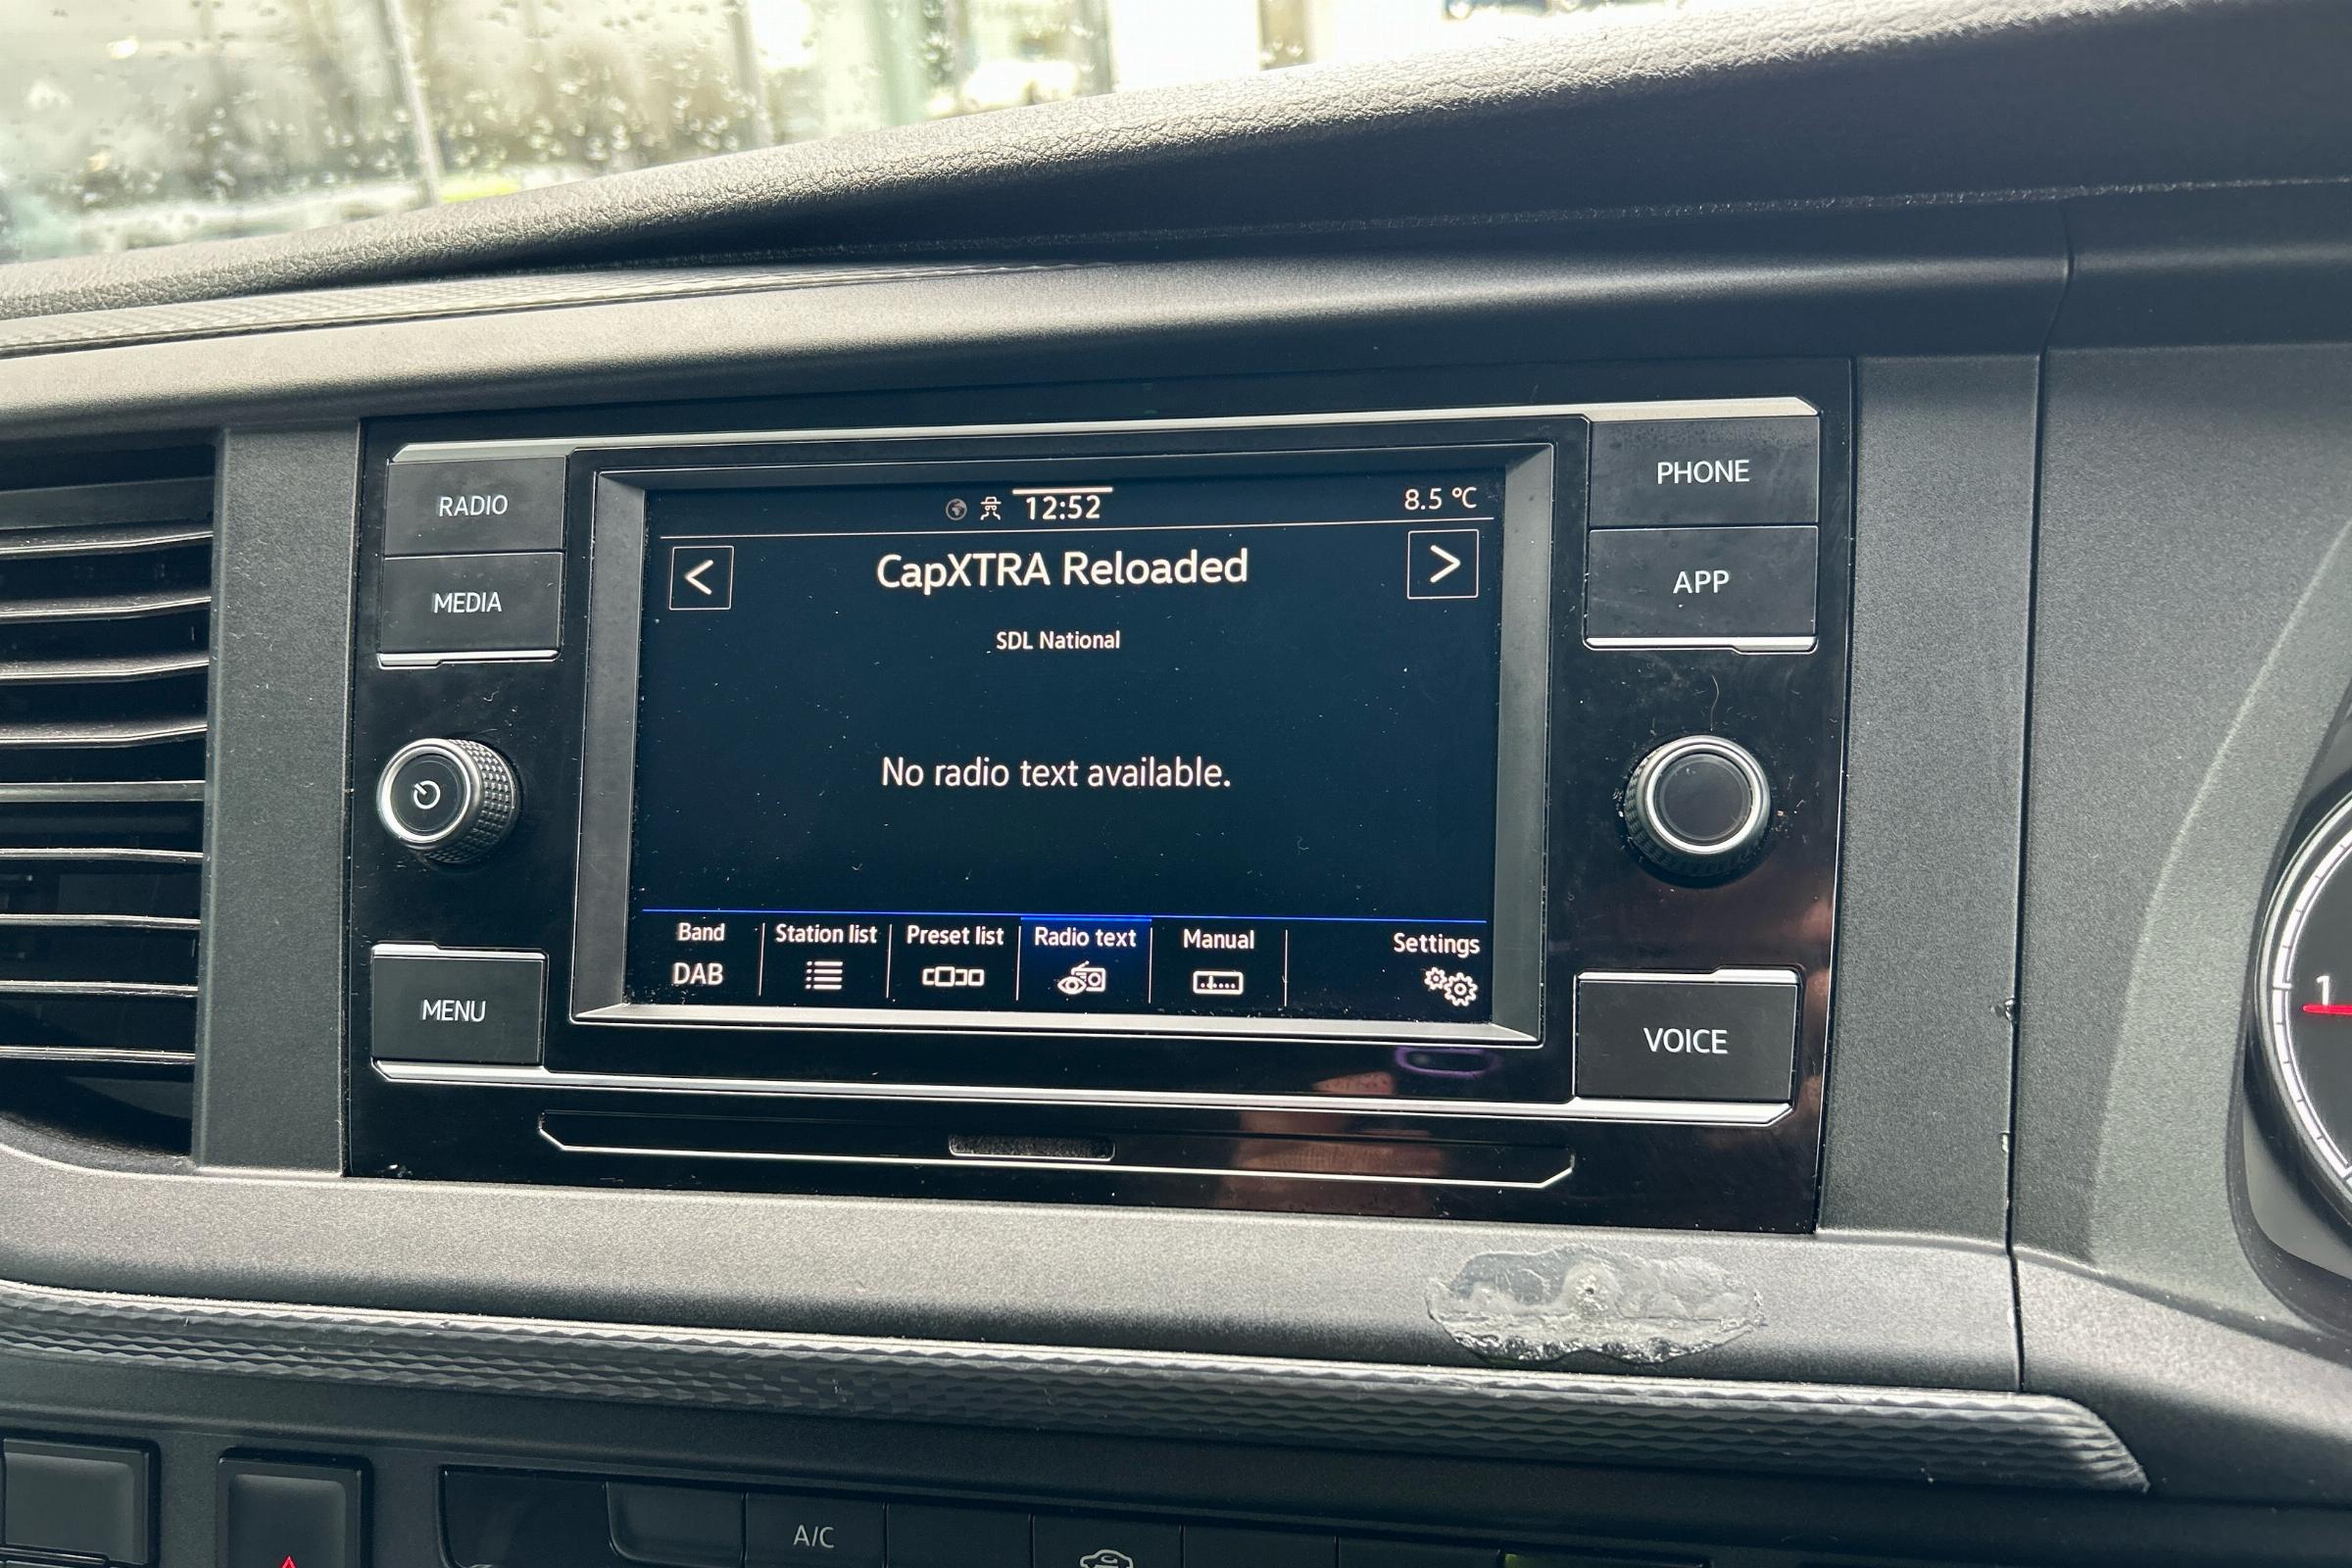 RADIO
MEDIA
MENU
12:52
8.5 °C
< CapXTRA Reloaded >
SDL National
No radio text available.
Band
DAB
Station list
Preset list
Radio text
Manual
Settings
PHONE
APP
VOICE
1
A/C